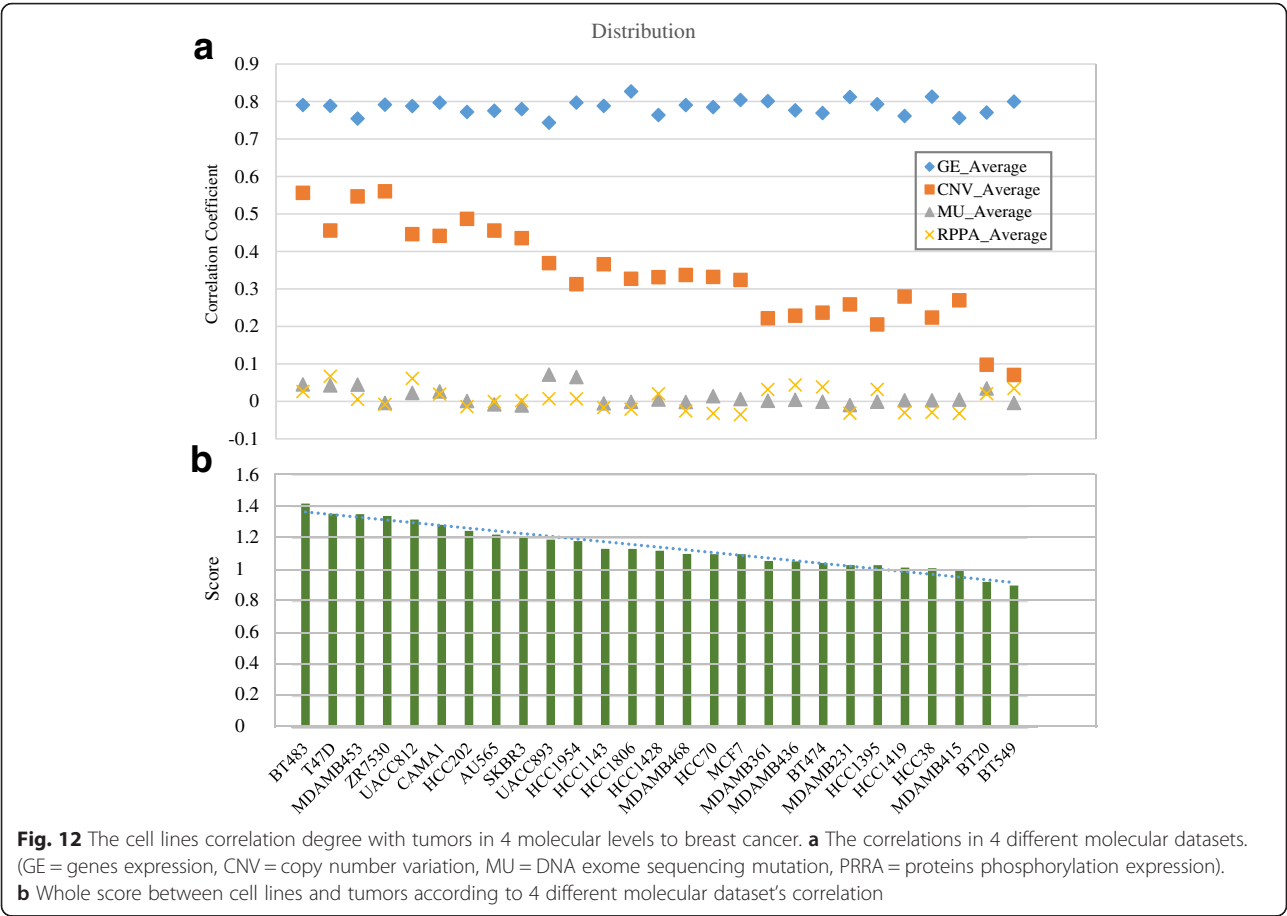 Distribution
a
0.9
0.8
0.7
0.6
0.5
0.4
0.3
0.2
0.1
0
-0.1
Correlation Coefficient
GE_Average
CNV_Average
MU_Average
RPPA_Average
b
1.6
1.4
1.2
1
0.8
0.6
0.4
0.2
0
Score
BT483
T47D
MDAMB453
ZR7530
UACC812
CAMA1
HCC202
AU565
SKBR3
UACC893
HCC1954
HCC1143
HCC1806
HCC1428
MDAMB468
HCC70
MCF7
MDAMB361
MDAMB436
BT474
MDAMB231
HCC1395
HCC1419
HCC38
MDAMB415
BT20
BT549
Fig. 12 The cell lines correlation degree with tumors in 4 molecular levels to breast cancer. a The correlations in 4 different molecular datasets.
(GE = genes expression, CNV = copy number variation, MU = DNA exome sequencing mutation, PRRA = proteins phosphorylation expression).
b Whole score between cell lines and tumors according to 4 different molecular dataset's correlation